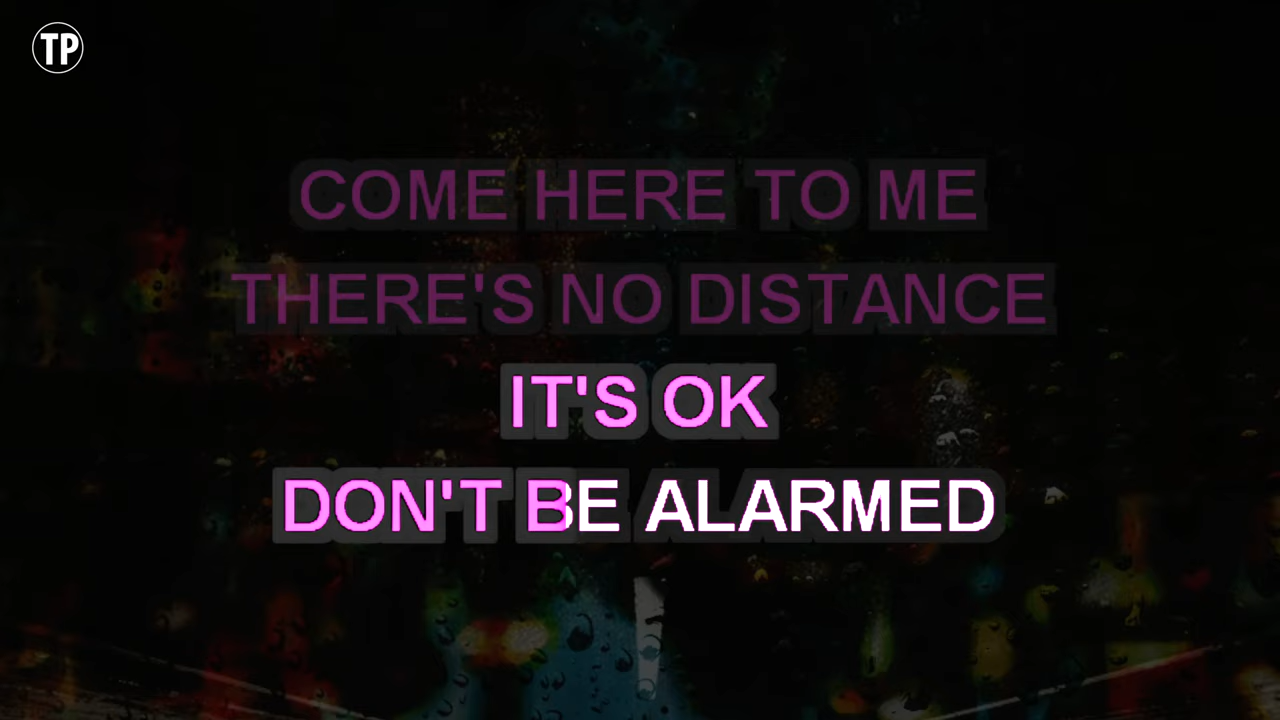 TP
COME HERE TO ME
THERE'S NO DISTANCE
IT'S OK
DON'T BE ALARMED